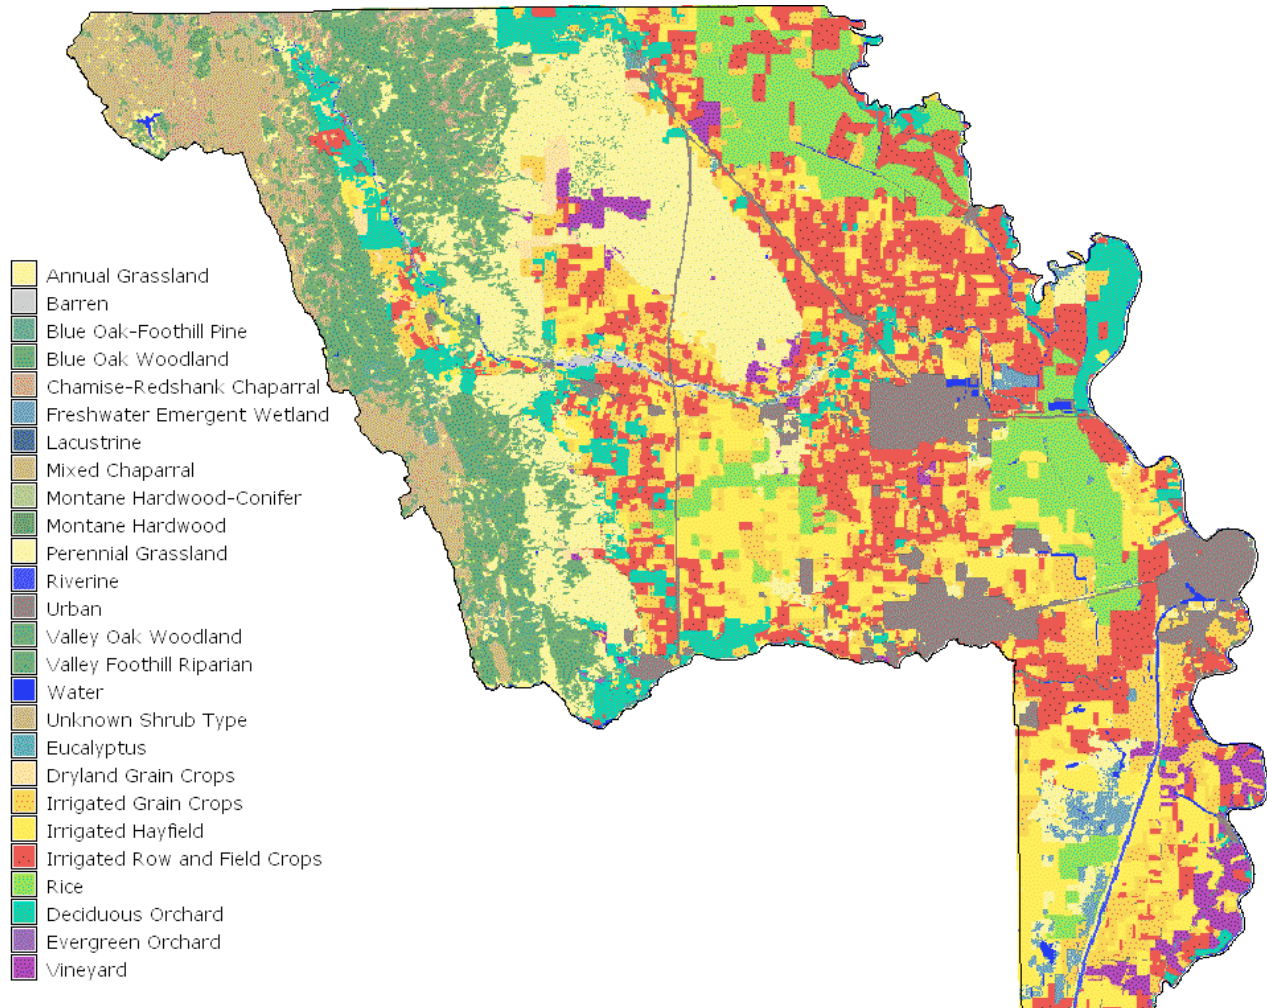 Annual Grassland
Barren
Blue Oak-Foothill Pine
Blue Oak Woodland
Chamise-Redshank Chaparral
Freshwater Emergent Wetland
Lacustrine
Mixed Chaparral
Montane Hardwood-Conifer
Montane Hardwood
Perennial Grassland
Riverine
Urban
Valley Oak Woodland
Valley Foothill Riparian
Water
Unknown Shrub Type
Eucalyptus
Dryland Grain Crops
Irrigated Grain Crops
Irrigated Hayfield
Irrigated Row and Field Crops
Rice
Deciduous Orchard
Evergreen Orchard
Vineyard